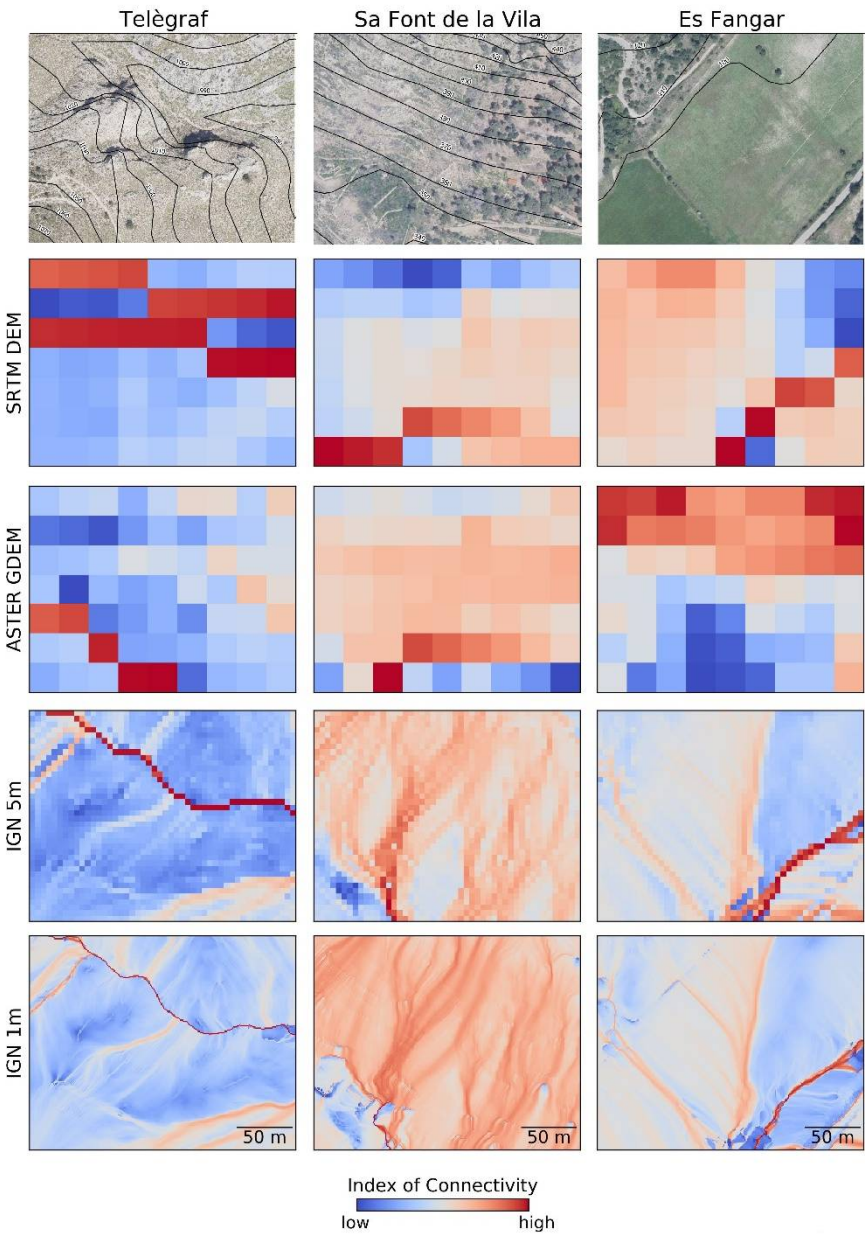 Telègraf
Sa Font de la Vila
Es Fangar
SRTM DEM
ASTER GDEM
IGN 5m
IGN 1m
50 m
50 m
50 m
Index of Connectivity
low
high